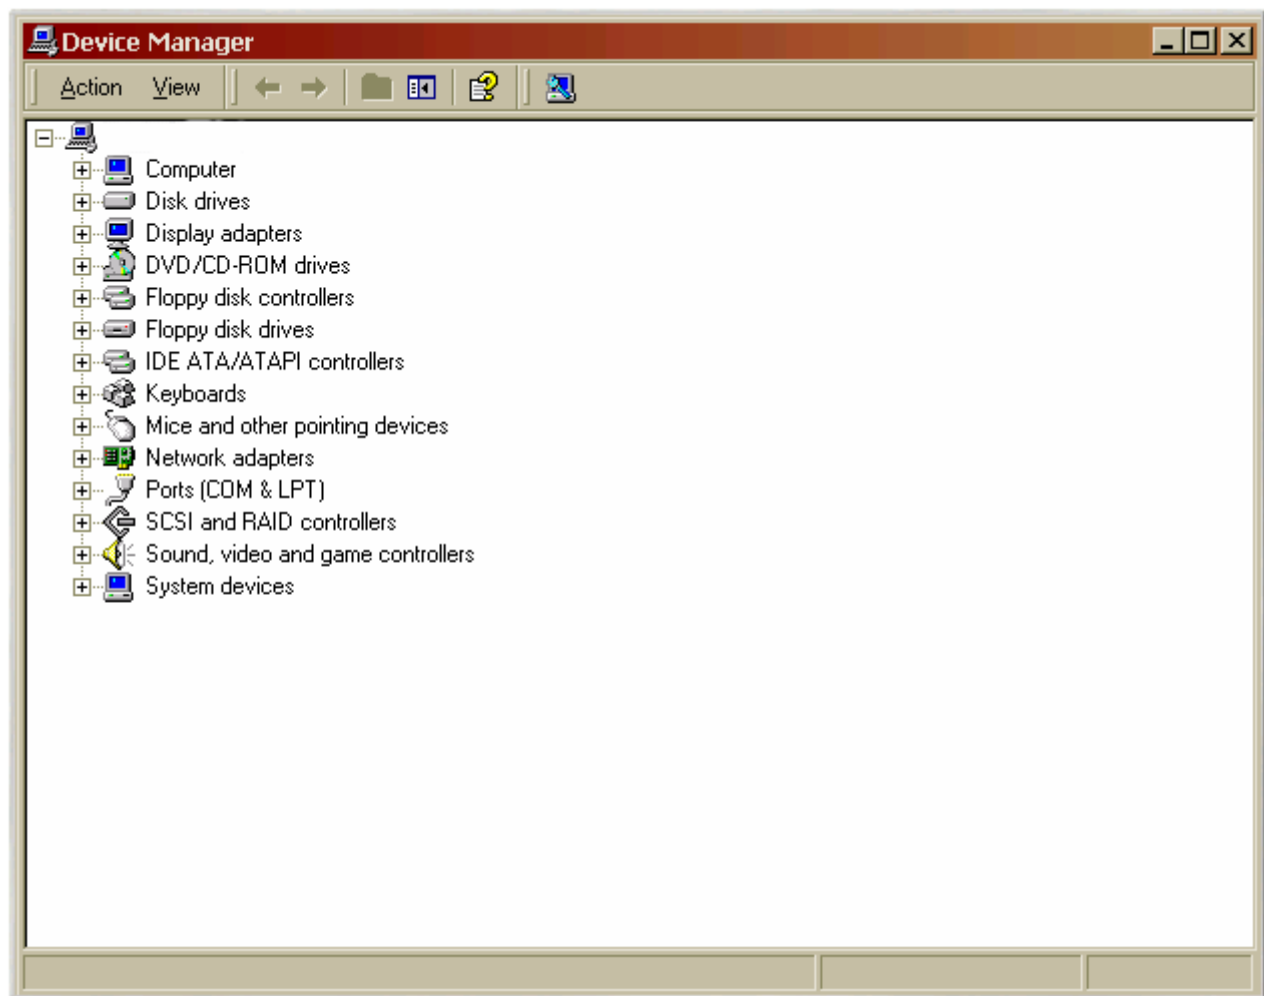 Device Manager
Action View
Computer
Disk drives
Display adapters
DVD/CD-ROM drives
Floppy disk controllers
Floppy disk drives
IDE ATA/ATAPI controllers
Keyboards
Mice and other pointing devices
Network adapters
Ports (COM & LPT)
SCSI and RAID controllers
Sound, video and game controllers
System devices